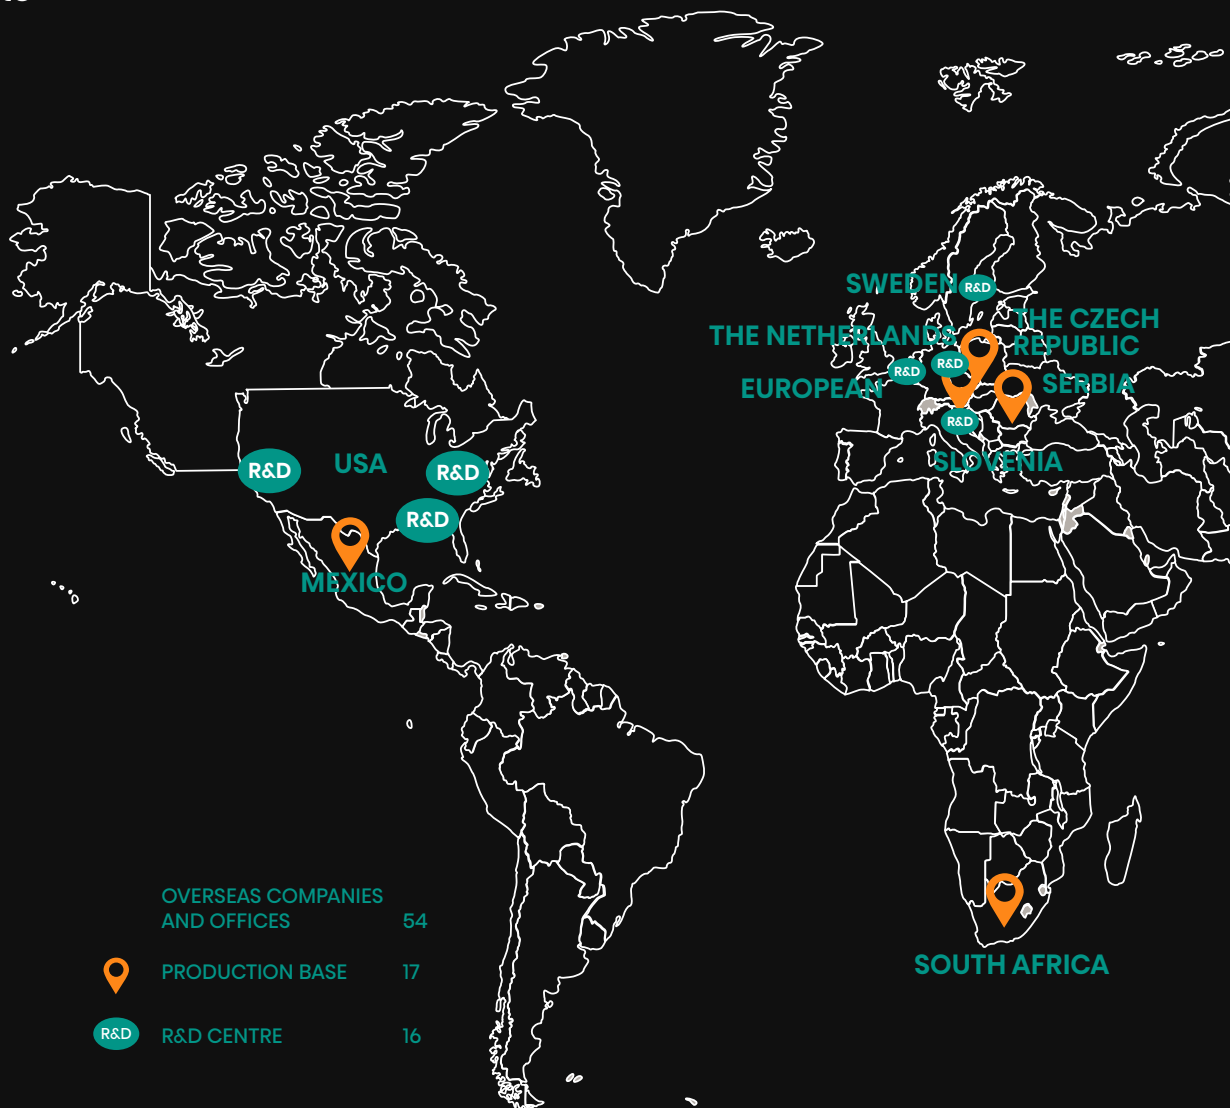 SWEDEN
R&D
THE CZECH
REPUBLIC
THE NETHERLANDS
R&D
R&D
EUROPEAN
SERBIA
R&D
SLOVENIA
R&D
USA
R&D
R&D
MEXICO
OVERSEAS COMPANIES
AND OFFICES 54
PRODUCTION BASE 17
R&D
R&D CENTRE 16
SOUTH AFRICA